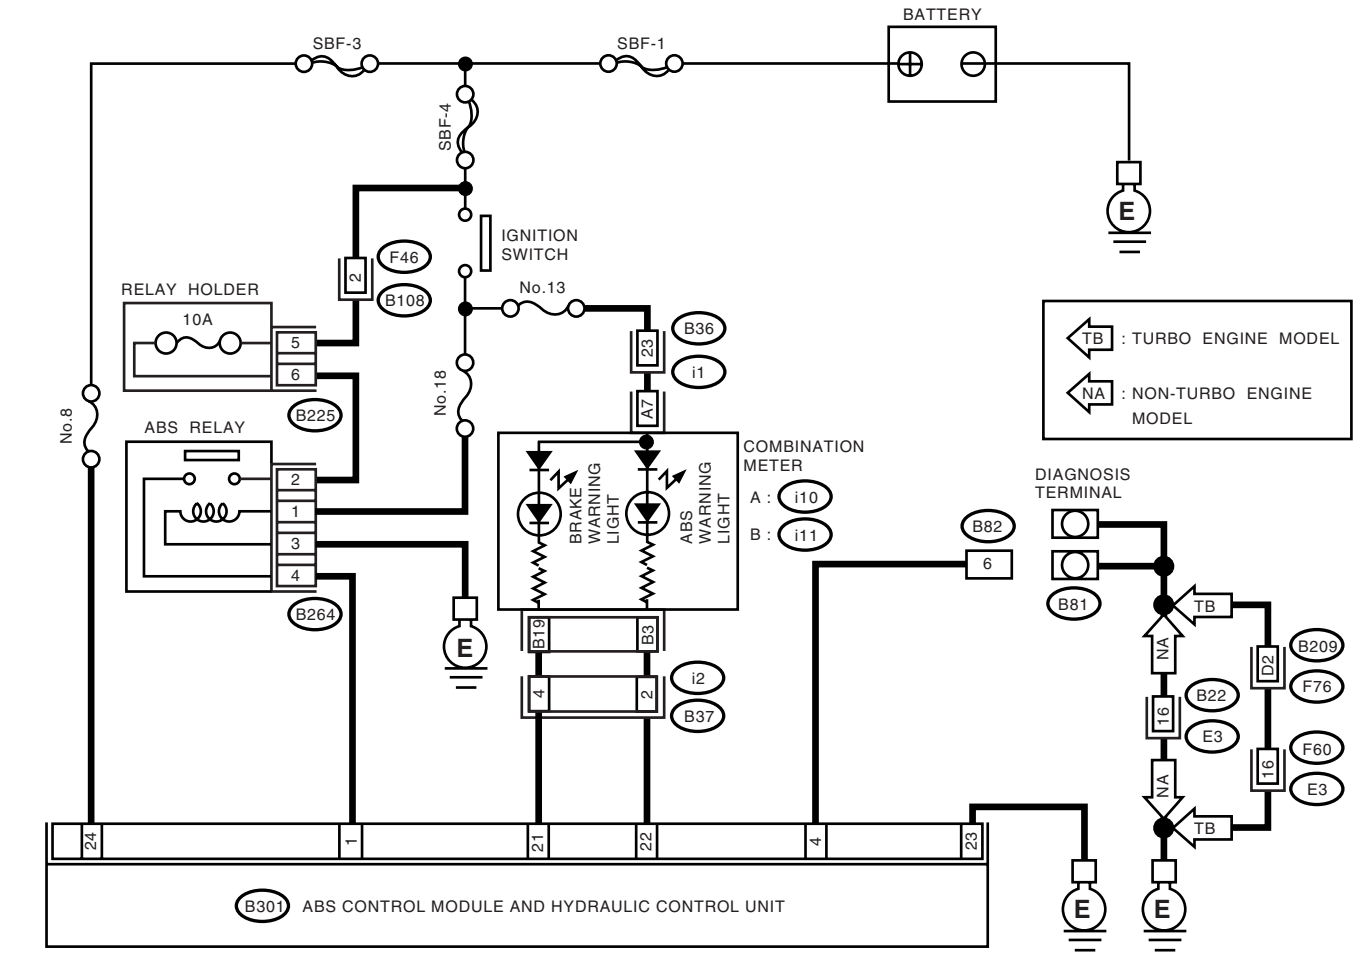 BATTERY
SBF-3
SBF-1
SBF-4
E
IGNITION
SWITCH
F46
2
B108
No.13
RELAY HOLDER
10A
5
6
B225
B36
23
i1
A7
No.18
No.8
TB : TURBO ENGINE MODEL
NA : NON-TURBO ENGINE
MODEL
ABS RELAY
2
1
3
4
B264
E
COMBINATION
METER
A : i10
B : i11
BRAKE
WARNING
LIGHT
ABS
WARNING
LIGHT
B19
B3
4
2
i2
B37
DIAGNOSIS
TERMINAL
B82
6
B81
TB
NA
D2
B209
F76
16
B22
E3
16
F60
E3
NA
TB
24
1
21
22
4
23
E
E
B301 ABS CONTROL MODULE AND HYDRAULIC CONTROL UNIT